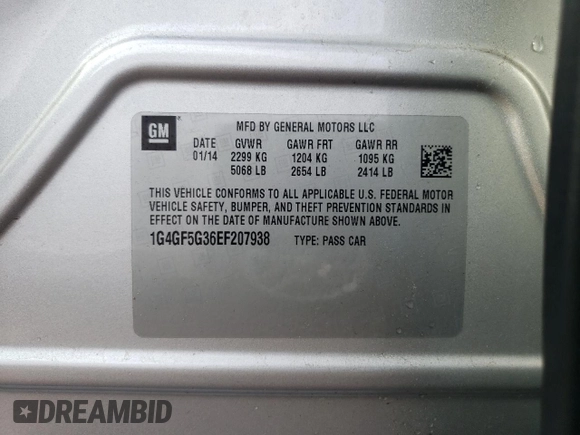 GM
MFD BY GENERAL MOTORS LLC
DATE GVWR GAWR FRT GAWR RR
01/14 2299 KG 1204 KG 1095 KG
5068 LB 2654 LB 2414 LB
THIS VEHICLE CONFORMS TO ALL APPLICABLE U.S. FEDERAL MOTOR
VEHICLE SAFETY, BUMPER, AND THEFT PREVENTION STANDARDS IN
EFFECT ON THE DATE OF MANUFACTURE SHOWN ABOVE.
1G4GF5G36EF207938 TYPE: PASS CAR
DREAMBID